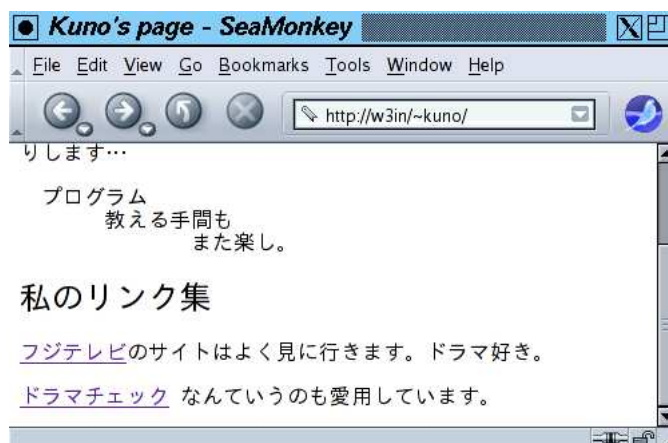 Kuno's page - SeaMonkey
File Edit View Go Bookmarks Tools Window Help
http://w3in/~kuno/
りします…
プログラム
教える手間も
また楽し。
私のリンク集
フジテレビのサイトはよく見に行きます。ドラマ好き。
ドラマチェック なんていうのも愛用しています。